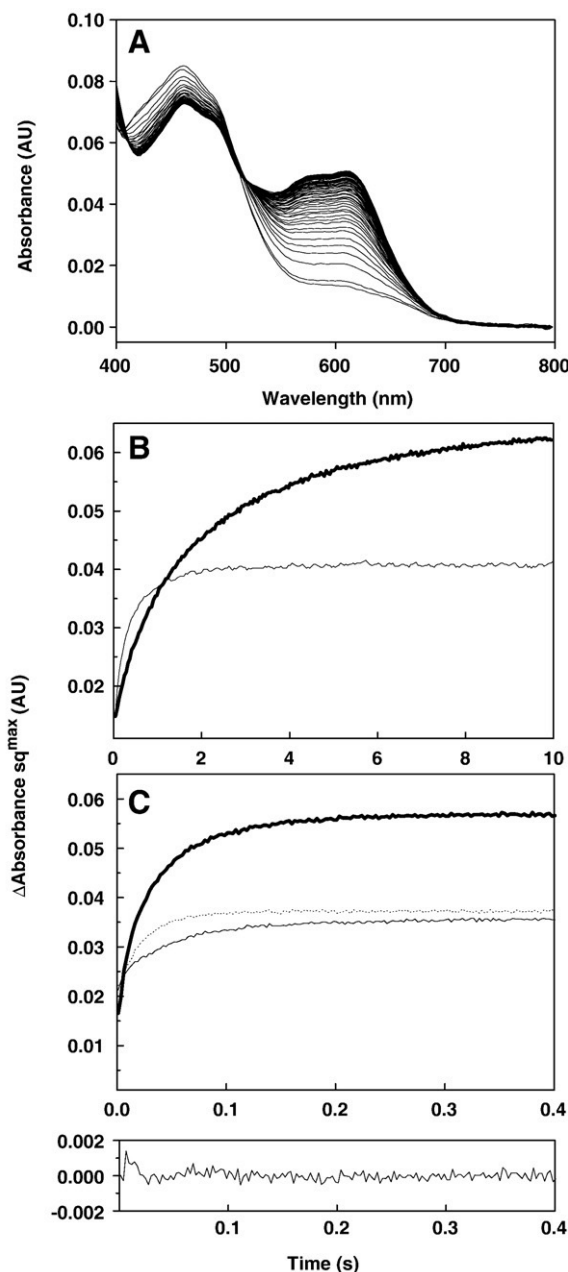 A
0.10
0.08
0.06
0.04
0.02
0.00
Absorbance (AU)
400 500 600 700 800
Wavelength (nm)
B
0.06
0.05
0.04
0.03
0.02
0 2 4 6 8 10
ΔAbsorbance sq^max (AU)
C
0.06
0.05
0.04
0.03
0.02
0.01
0.0 0.1 0.2 0.3 0.4
0.002
0.000
-0.002
0.1 0.2 0.3 0.4
Time (s)